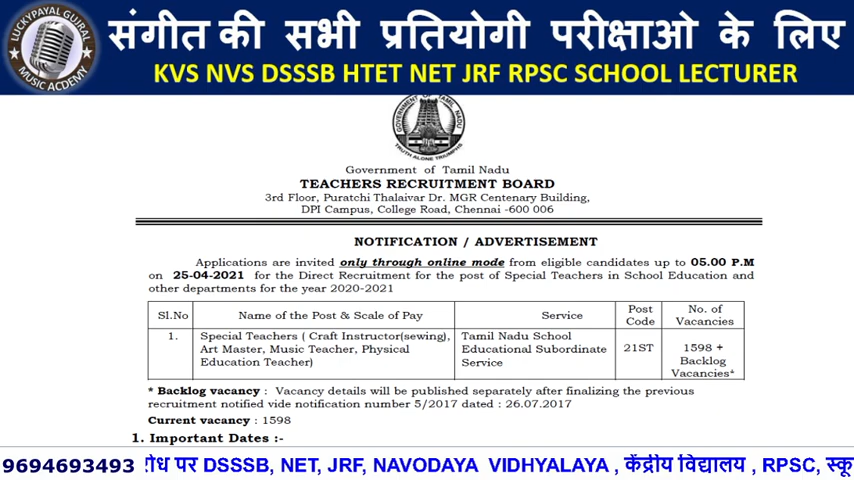 LUCKYPAYAL GUJRAL
MUSIC ACADEMY
संगीत की सभी प्रतियोगी परीक्षाओ के लिए
KVS NVS DSSSB HTET NET JRF RPSC SCHOOL LECTURER
GOVERNMENT OF TAMIL NADU
TRUTH ALONE TRIUMPHS
Government of Tamil Nadu
TEACHERS RECRUITMENT BOARD
3rd Floor, Puratchi Thalaivar Dr. MGR Centenary Building,
DPI Campus, College Road, Chennai -600 006
NOTIFICATION / ADVERTISEMENT
Applications are invited only through online mode from eligible candidates up to 05.00 P.M
on 25-04-2021 for the Direct Recruitment for the post of Special Teachers in School Education and
other departments for the year 2020-2021
Sl.No Name of the Post & Scale of Pay Service Post Code No. of Vacancies
1. Special Teachers ( Craft Instructor(sewing), Tamil Nadu School
Art Master, Music Teacher, Physical Educational Subordinate 21ST 1598 +
Education Teacher) Service Backlog
Vacancies*
* Backlog vacancy : Vacancy details will be published separately after finalizing the previous
recruitment notified vide notification number 5/2017 dated : 26.07.2017
Current vacancy : 1598
1. Important Dates :-
9694693493 रोध पर DSSSB, NET, JRF, NAVODAYA VIDHYALAYA , केंद्रीय विद्यालय , RPSC, स्कू